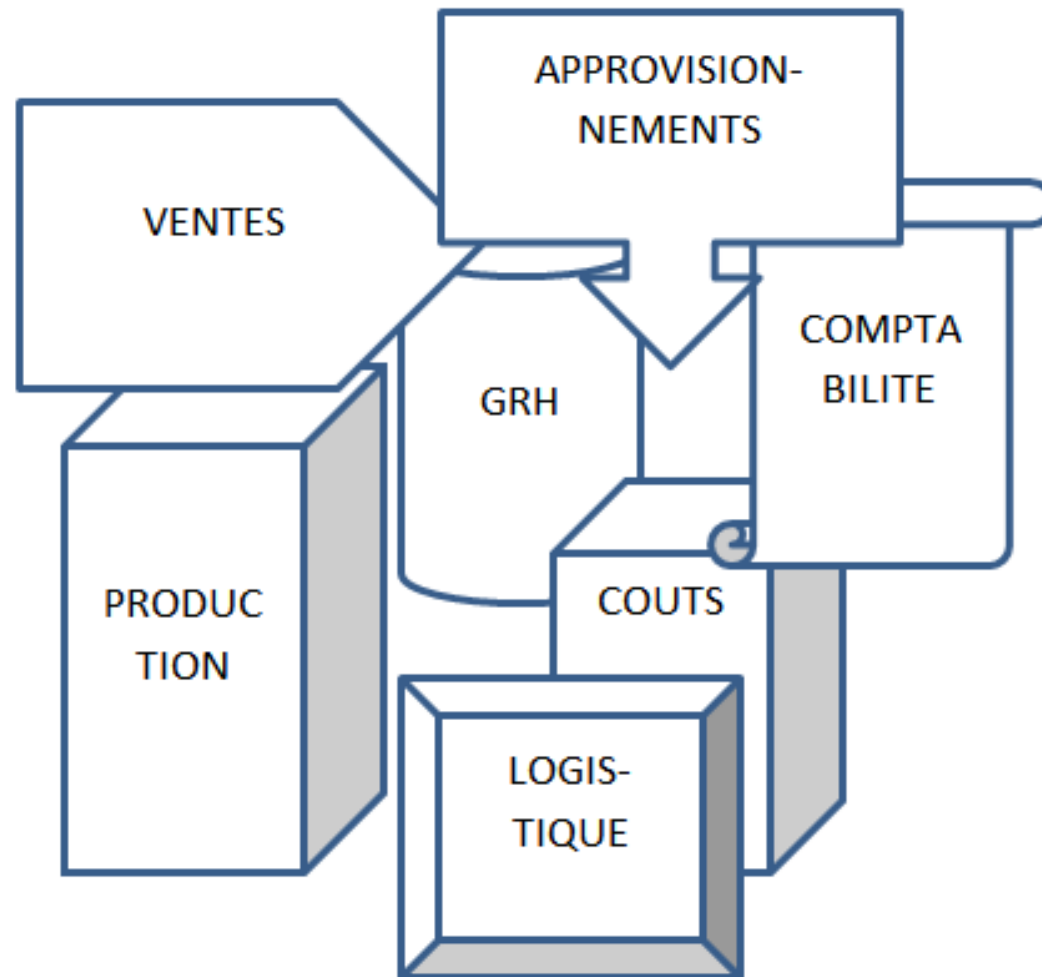 APPROVISION-
NEMENTS
VENTES
COMPTA
BILITE
GRH
PRODUC
TION
COUTS
LOGIS-
TIQUE